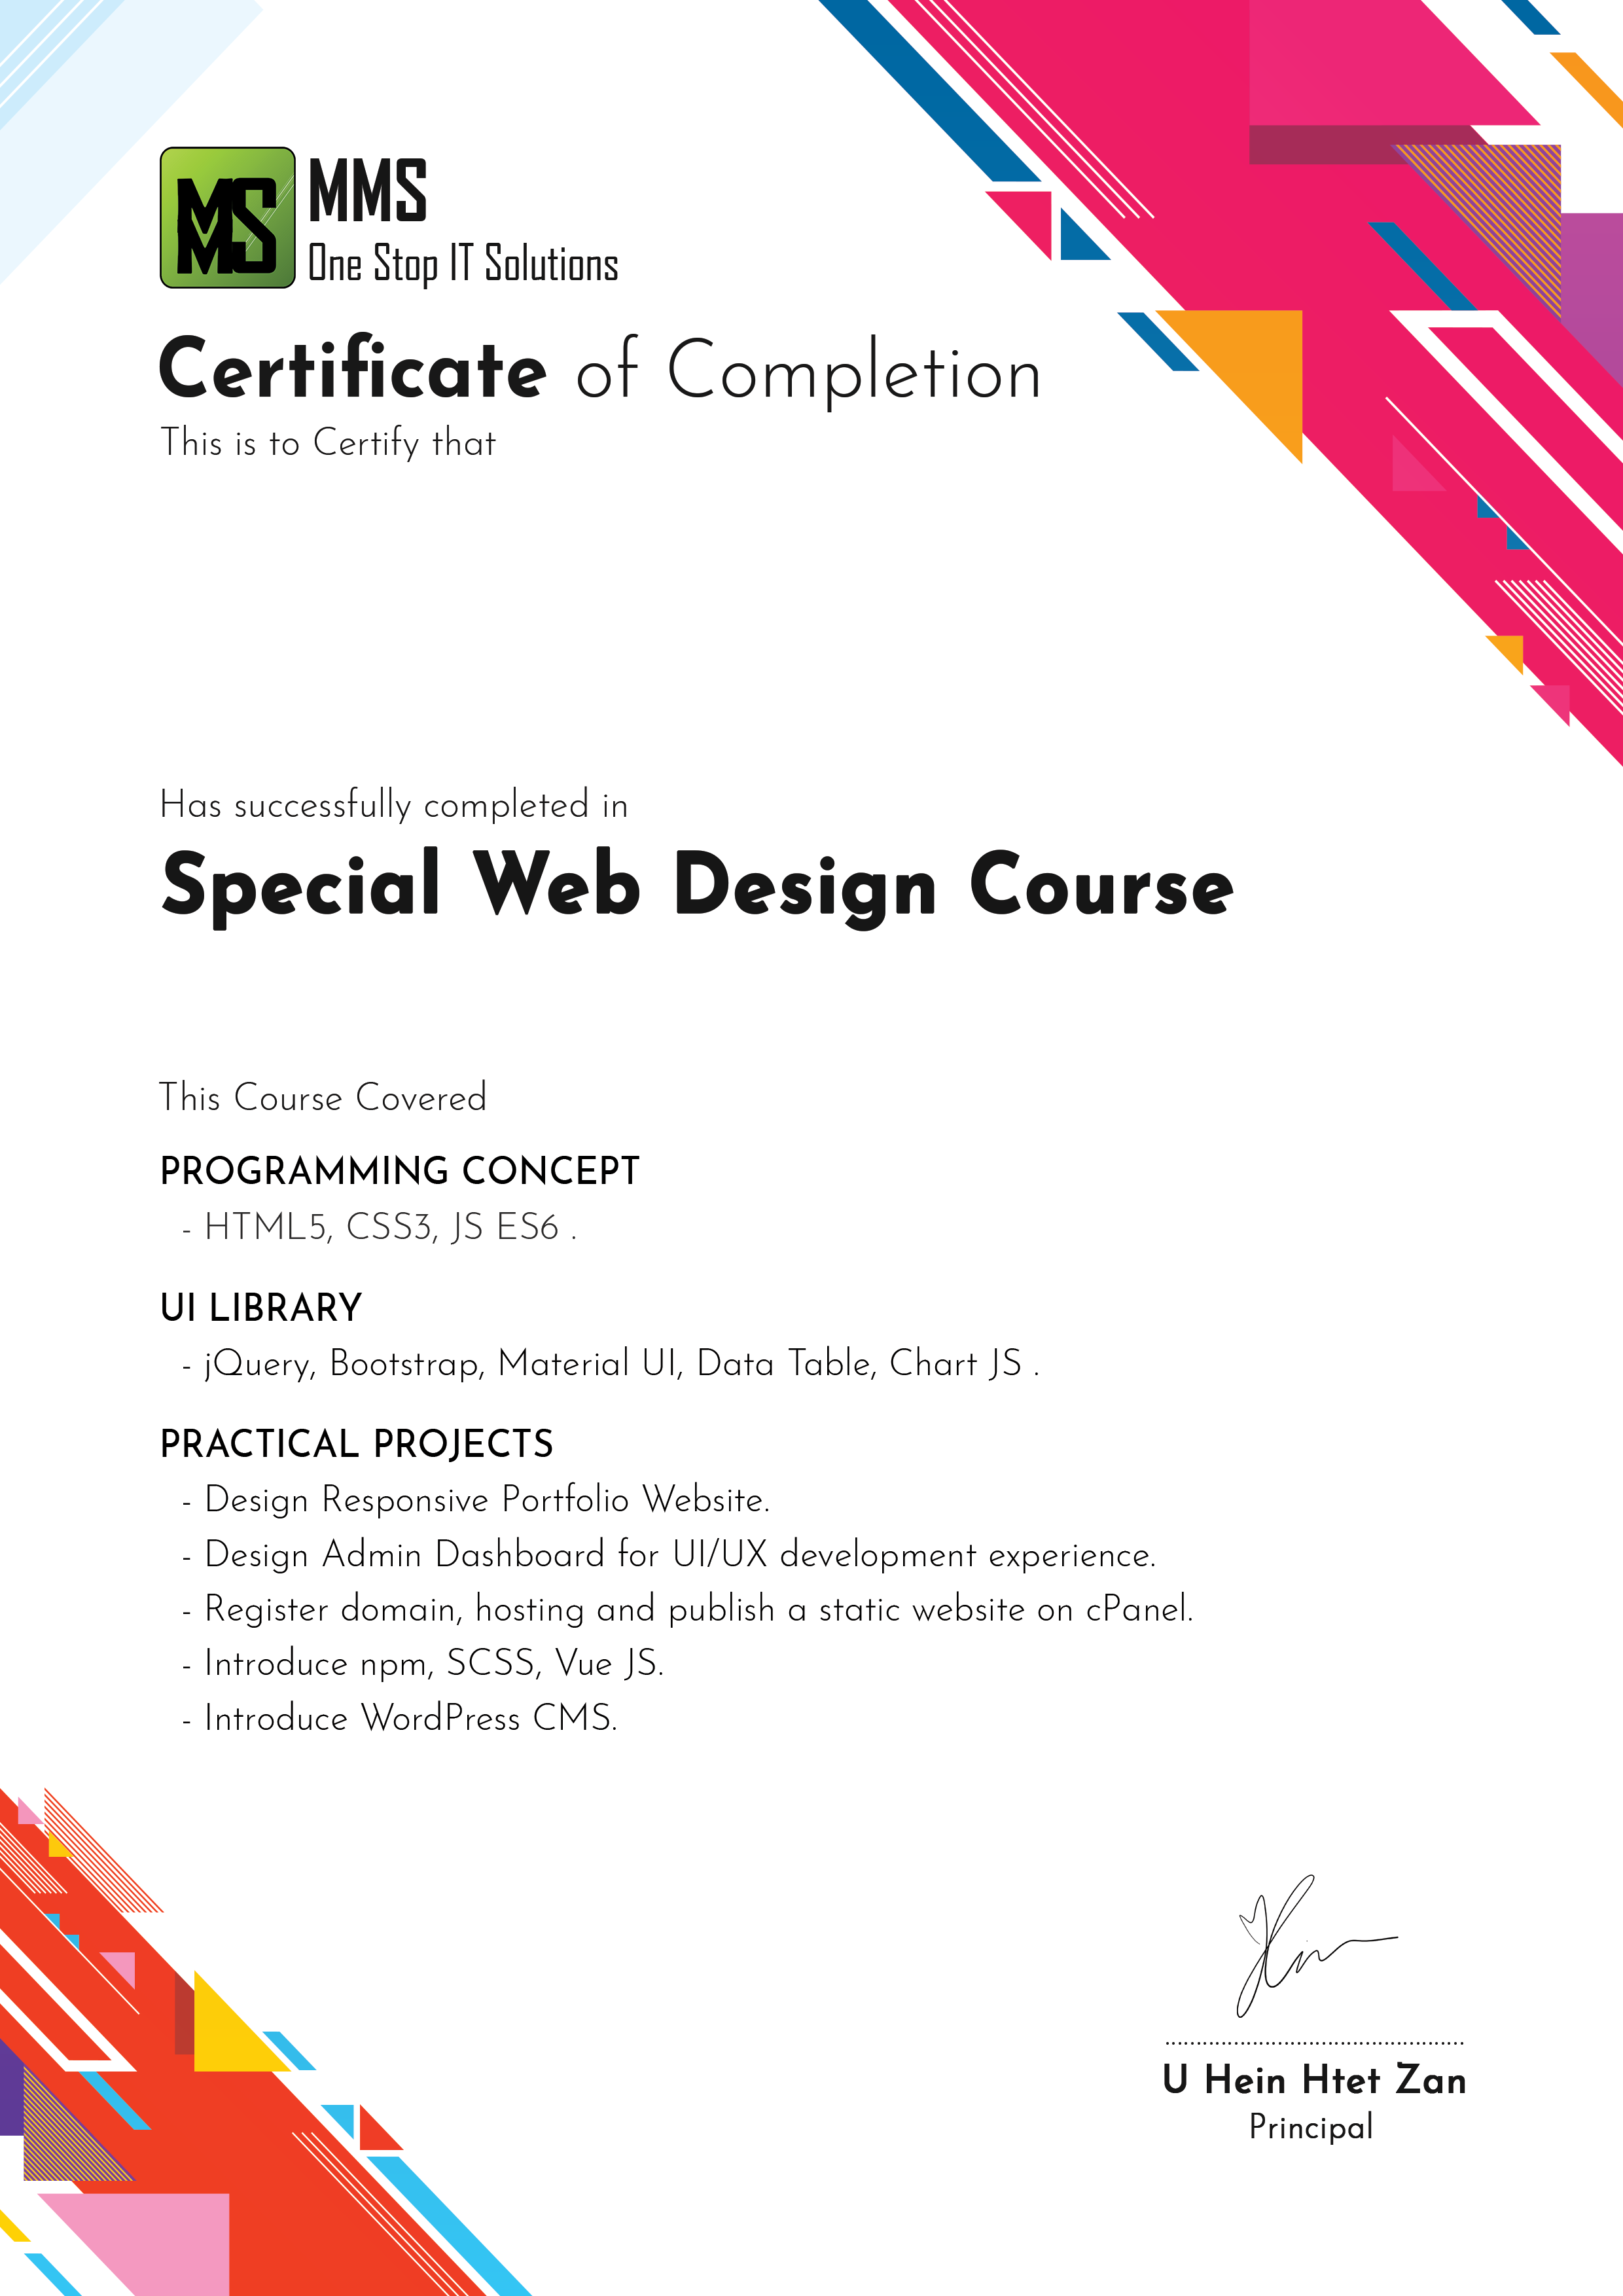 MMS
MMS
One Stop IT Solutions
Certificate of Completion
This is to Certify that
Has successfully completed in
Special Web Design Course
This Course Covered
PROGRAMMING CONCEPT
- HTML5, CSS3, JS ES6 .
UI LIBRARY
- jQuery, Bootstrap, Material UI, Data Table, Chart JS .
PRACTICAL PROJECTS
- Design Responsive Portfolio Website.
- Design Admin Dashboard for UI/UX development experience.
- Register domain, hosting and publish a static website on cPanel.
- Introduce npm, SCSS, Vue JS.
- Introduce WordPress CMS.
Hein
U Hein Htet Zan
Principal